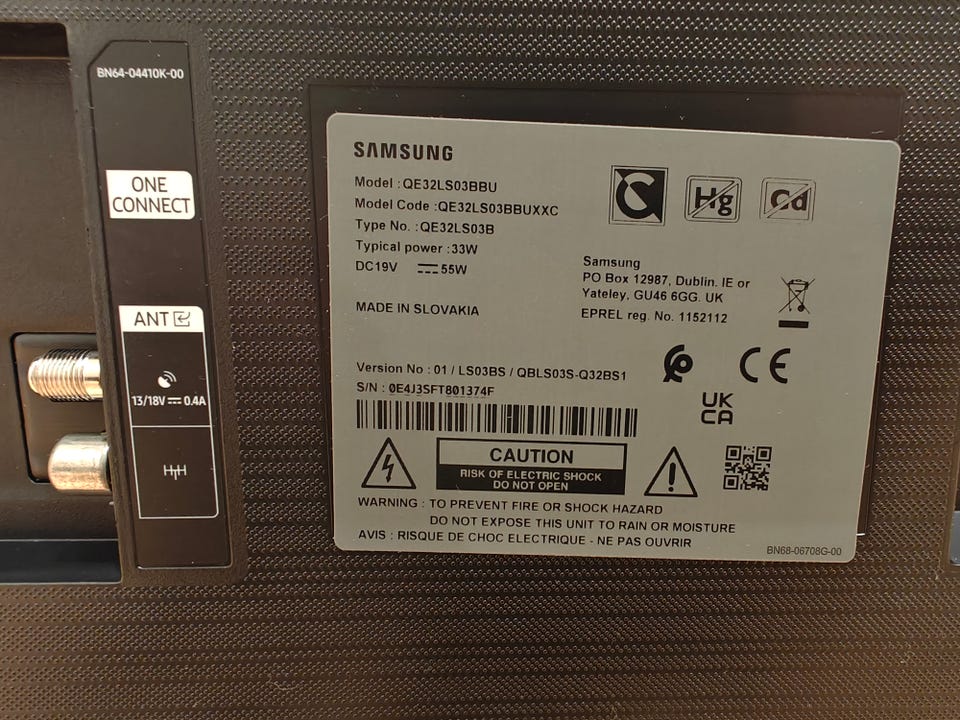 BN64-04410K-00
ONE
CONNECT
ANT
13/18V⎓0.4A
SAMSUNG
Model :QE32LS03BBU
Model Code :QE32LS03BBUXXC
Type No. :QE32LS03B
Typical power :33W
DC19V ⎓55W
MADE IN SLOVAKIA
Hg
Cd
Samsung
PO Box 12987, Dublin. IE or
Yateley, GU46 6GG. UK
EPREL reg. No. 1152112
Version No : 01 / LS03BS / QBLS03S-Q32BS1
S/N : 0E4J3SFT801374F
CE
UK
CA
CAUTION
RISK OF ELECTRIC SHOCK
DO NOT OPEN
WARNING : TO PREVENT FIRE OR SHOCK HAZARD
DO NOT EXPOSE THIS UNIT TO RAIN OR MOISTURE
AVIS : RISQUE DE CHOC ELECTRIQUE - NE PAS OUVRIR
BN68-06708G-00